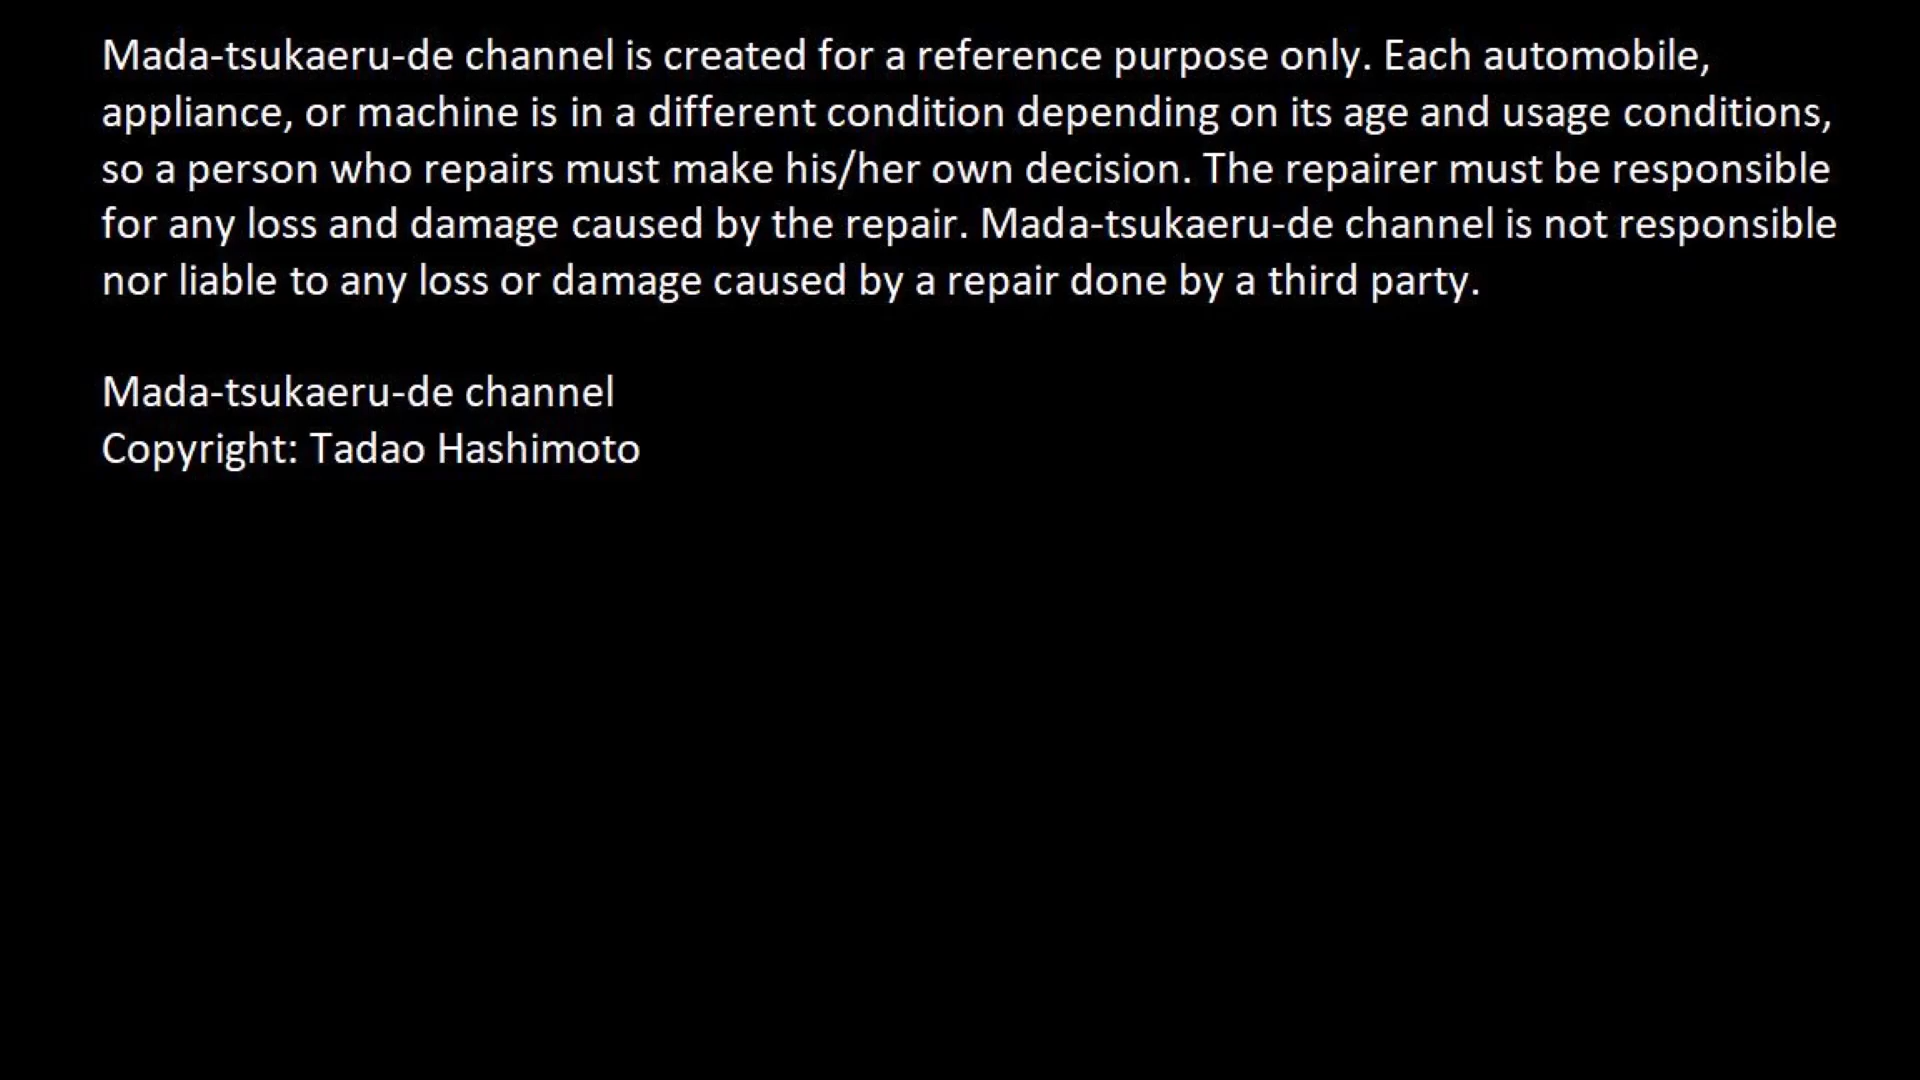 Mada-tsukaeru-de channel is created for a reference purpose only. Each automobile,
appliance, or machine is in a different condition depending on its age and usage conditions,
so a person who repairs must make his/her own decision. The repairer must be responsible
for any loss and damage caused by the repair. Mada-tsukaeru-de channel is not responsible
nor liable to any loss or damage caused by a repair done by a third party.
Mada-tsukaeru-de channel
Copyright: Tadao Hashimoto